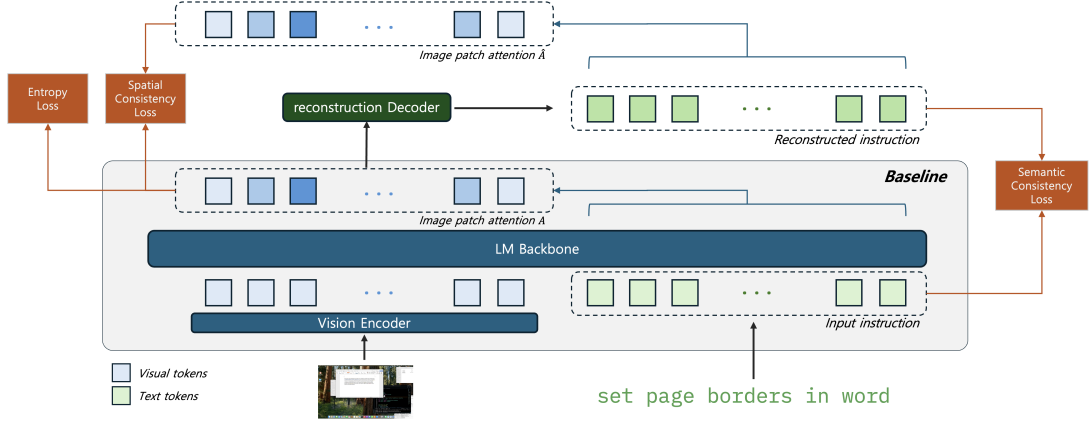 Image patch attention Â
Entropy
Loss
Spatial
Consistency
Loss
reconstruction Decoder
Reconstructed instruction
Baseline
Semantic
Consistency
Loss
Image patch attention A
LM Backbone
Vision Encoder
Input instruction
Visual tokens
Text tokens
set page borders in word